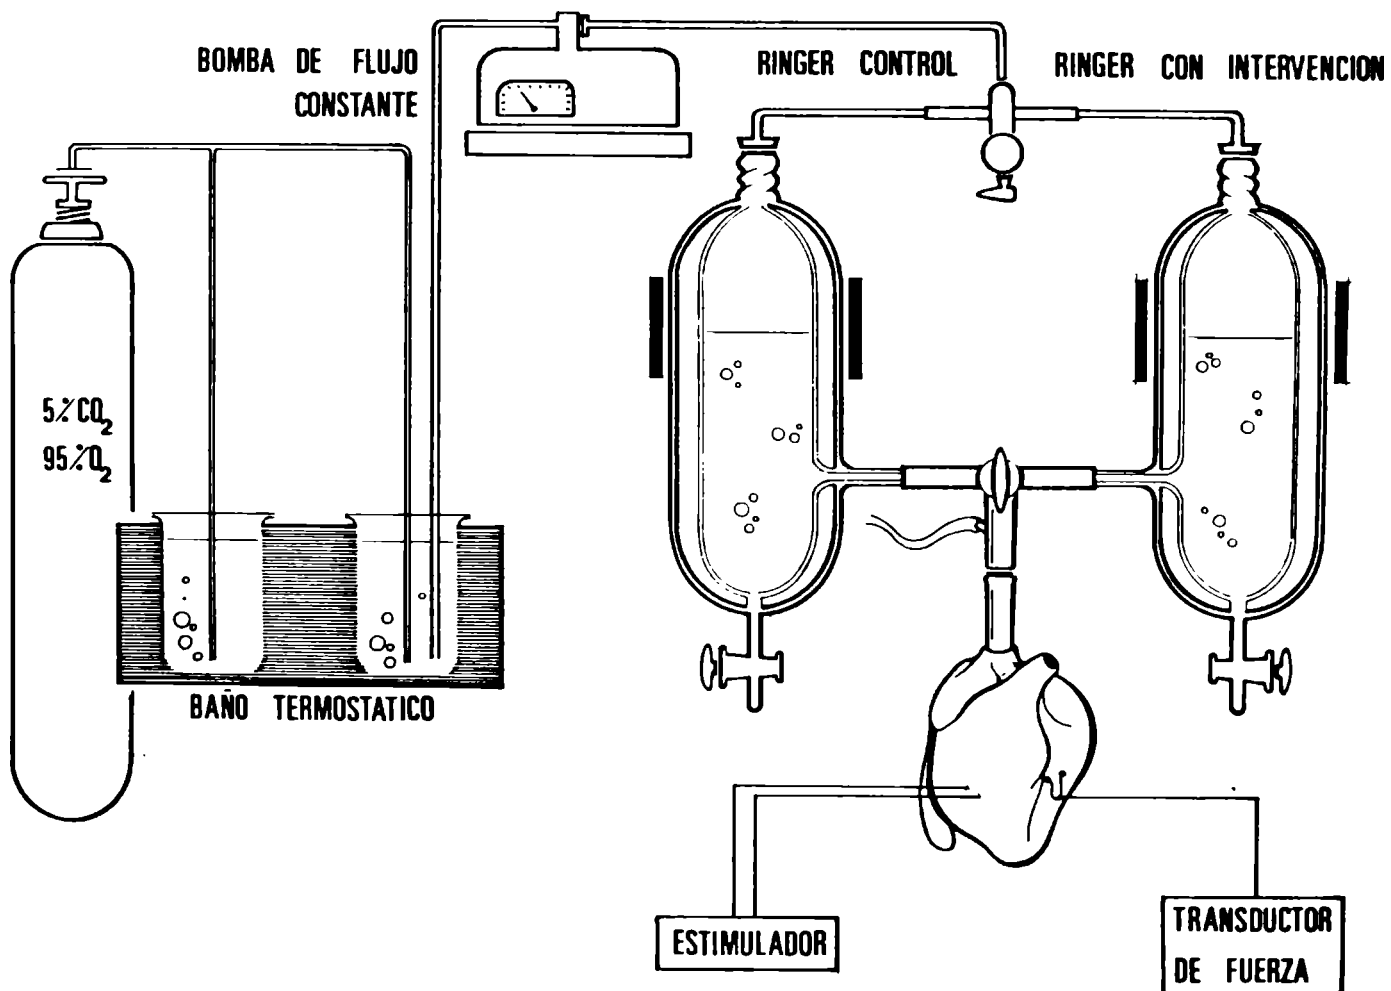 BOMBA DE FLUJO
CONSTANTE
RINGER CONTROL
RINGER CON INTERVENCION
5%CO2
95%O2
BAÑO TERMOSTATICO
ESTIMULADOR
TRANSDUCTOR
DE FUERZA